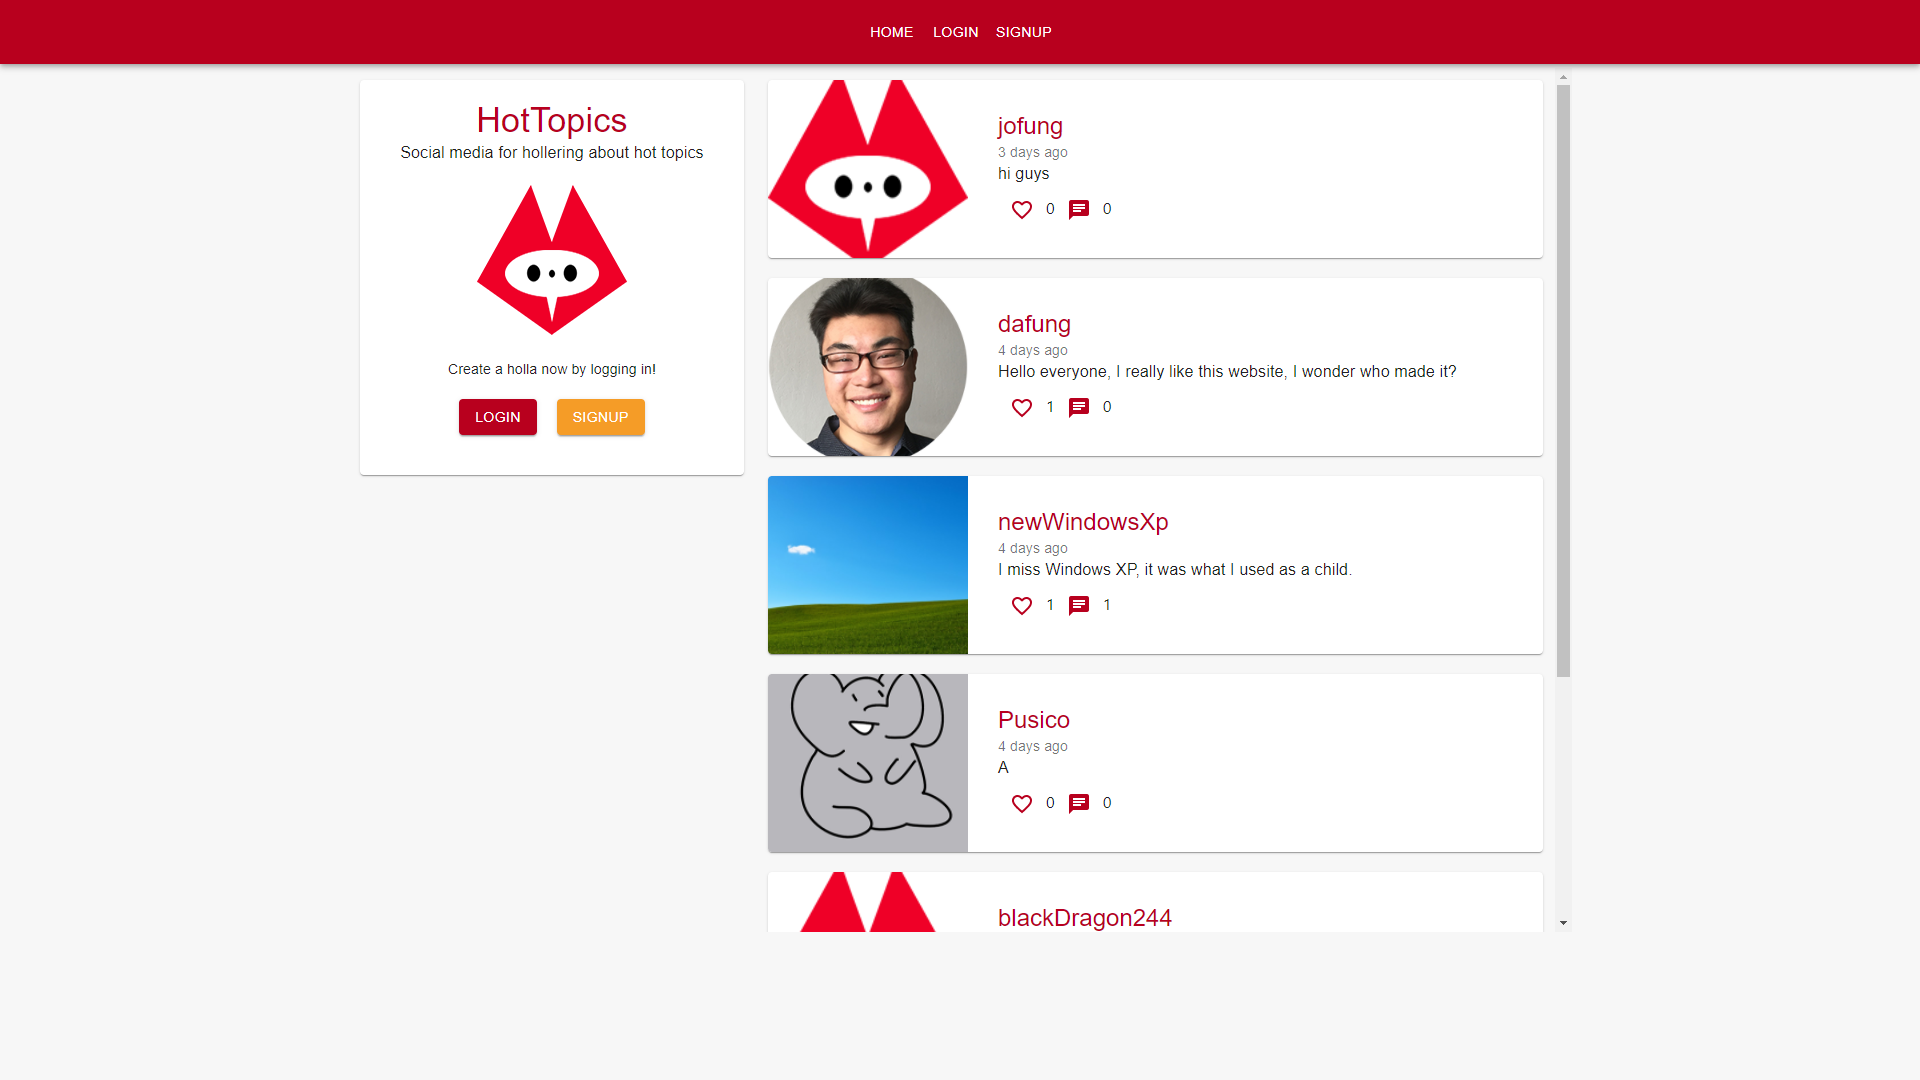 HOME LOGIN SIGNUP
HotTopics
Social media for hollering about hot topics
Create a holla now by logging in!
LOGIN SIGNUP
jofung
3 days ago
hi guys
0 0
dafung
4 days ago
Hello everyone, I really like this website, I wonder who made it?
1 0
newWindowsXp
4 days ago
I miss Windows XP, it was what I used as a child.
1 1
Pusico
4 days ago
A
0 0
blackDragon244